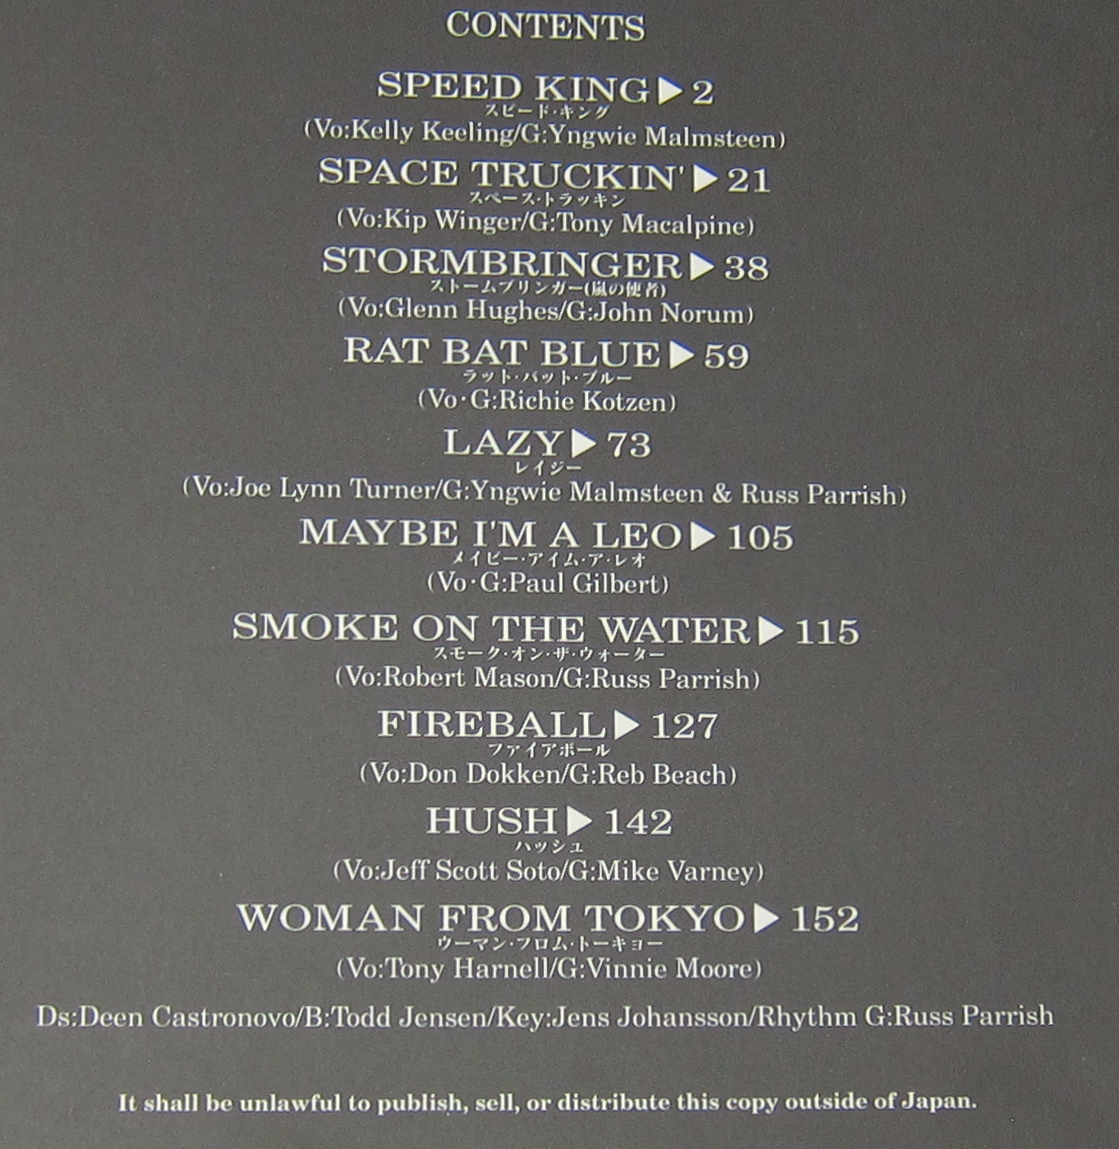 CONTENTS
SPEED KING▶2
スピード・キング
(Vo:Kelly Keeling/G:Yngwie Malmsteen)
SPACE TRUCKIN'▶21
スペース・トラッキン
(Vo:Kip Winger/G:Tony Macalpine)
STORMBRINGER▶38
ストームブリンガー(嵐の使者)
(Vo:Glenn Hughes/G:John Norum)
RAT BAT BLUE▶59
ラット・バット・ブルー
(Vo・G:Richie Kotzen)
LAZY▶73
レイジー
(Vo:Joe Lynn Turner/G:Yngwie Malmsteen & Russ Parrish)
MAYBE I'M A LEO▶105
メイビー・アイム・ア・レオ
(Vo・G:Paul Gilbert)
SMOKE ON THE WATER▶115
スモーク・オン・ザ・ウォーター
(Vo:Robert Mason/G:Russ Parrish)
FIREBALL▶127
ファイアボール
(Vo:Don Dokken/G:Reb Beach)
HUSH▶142
ハッシュ
(Vo:Jeff Scott Soto/G:Mike Varney)
WOMAN FROM TOKYO▶152
ウーマン・フロム・トーキョー
(Vo:Tony Harnell/G:Vinnie Moore)
Ds:Deen Castronovo/B:Todd Jensen/Key:Jens Johansson/Rhythm G:Russ Parrish
It shall be unlawful to publish, sell, or distribute this copy outside of Japan.